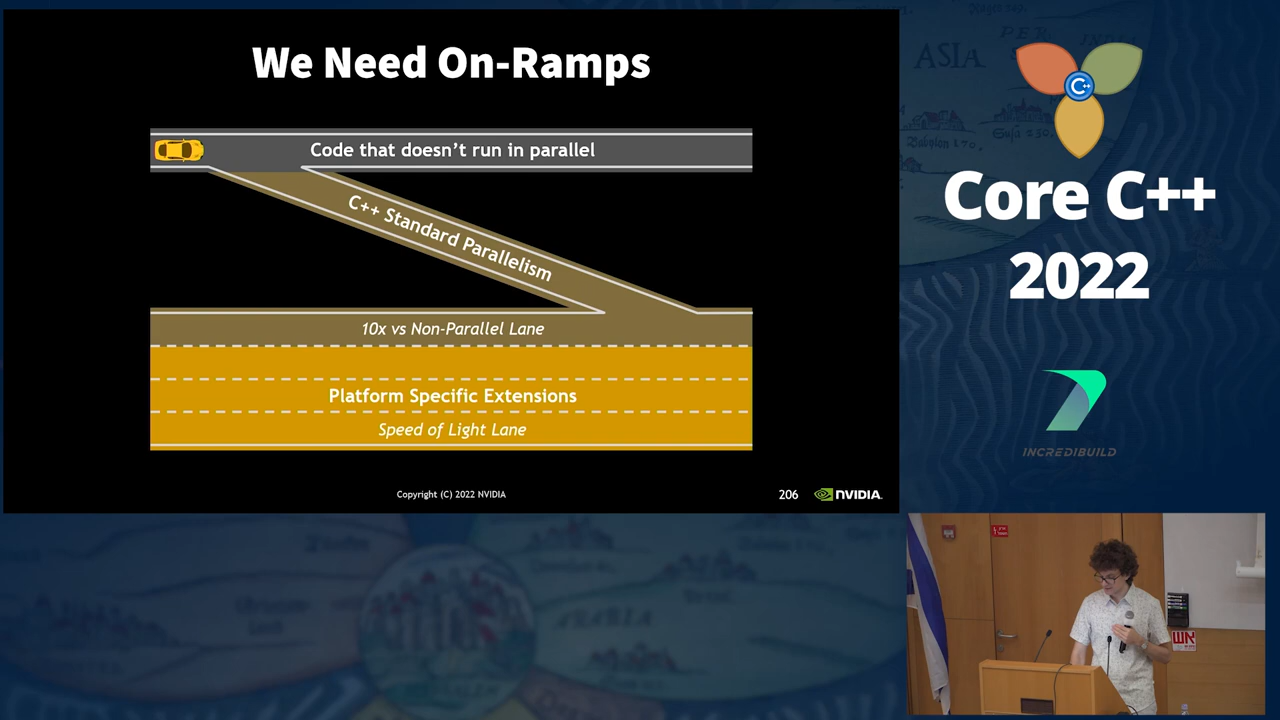 We Need On-Ramps
Code that doesn't run in parallel
C++ Standard Parallelism
10x vs Non-Parallel Lane
Platform Specific Extensions
Speed of Light Lane
Copyright (C) 2022 NVIDIA
206
NVIDIA.
ASIA
C++
Core C++
2022
INCREDIBUILD
אש